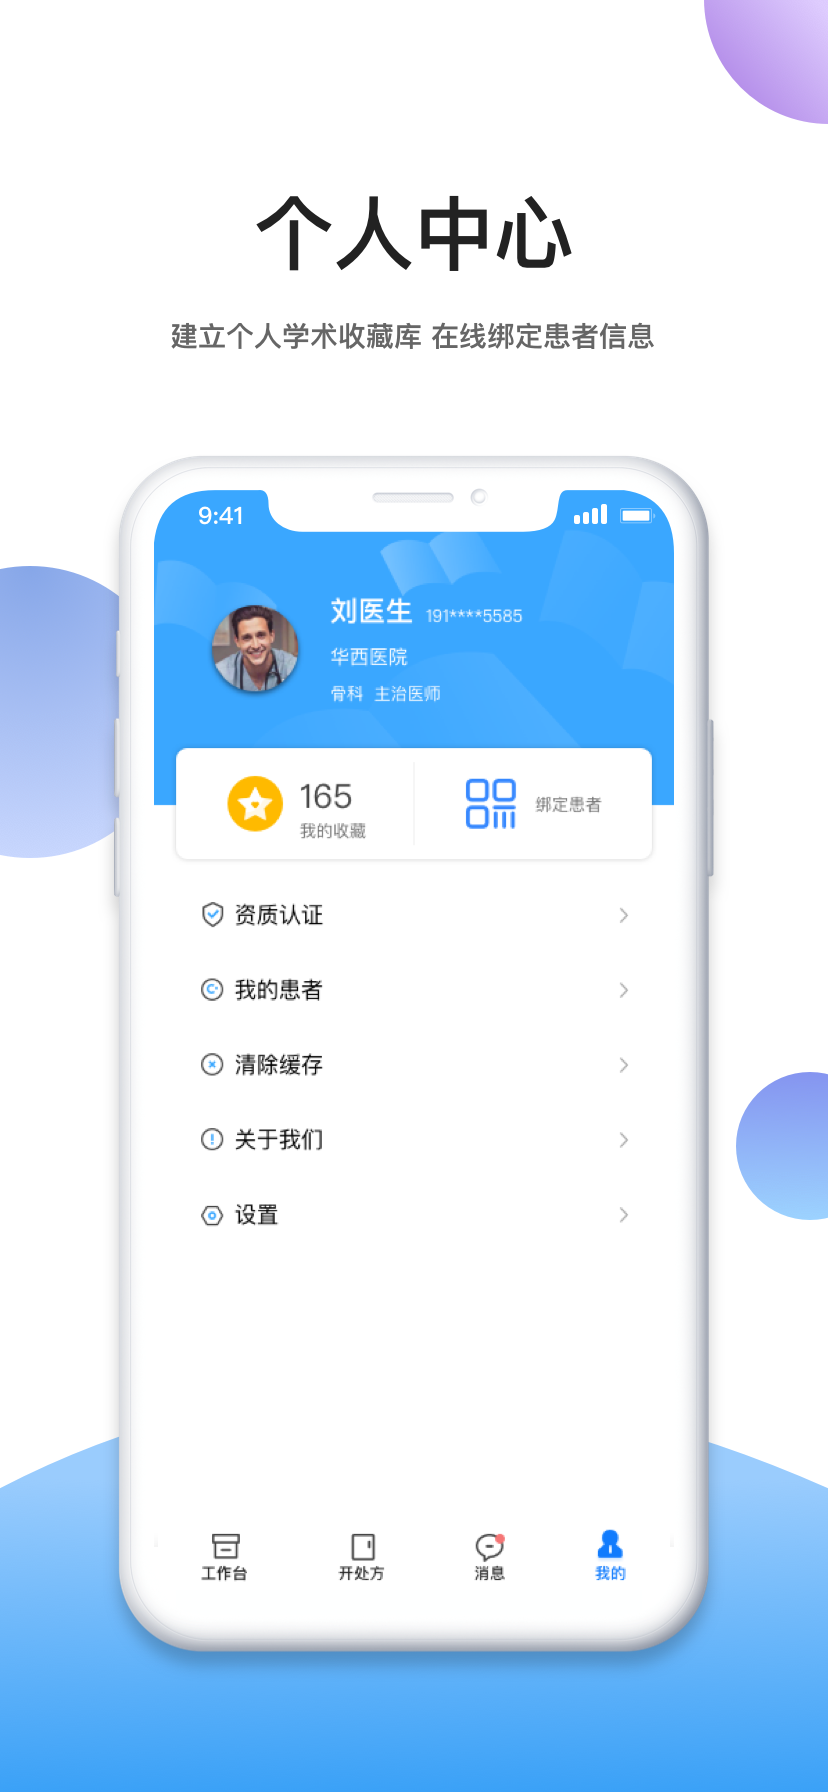 个人中心
建立个人学术收藏库 在线绑定患者信息
9:41
刘医生 191****5585
华西医院
骨科 主治医师
165
我的收藏
绑定患者
资质认证
我的患者
清除缓存
关于我们
设置
工作台 开处方 消息 我的